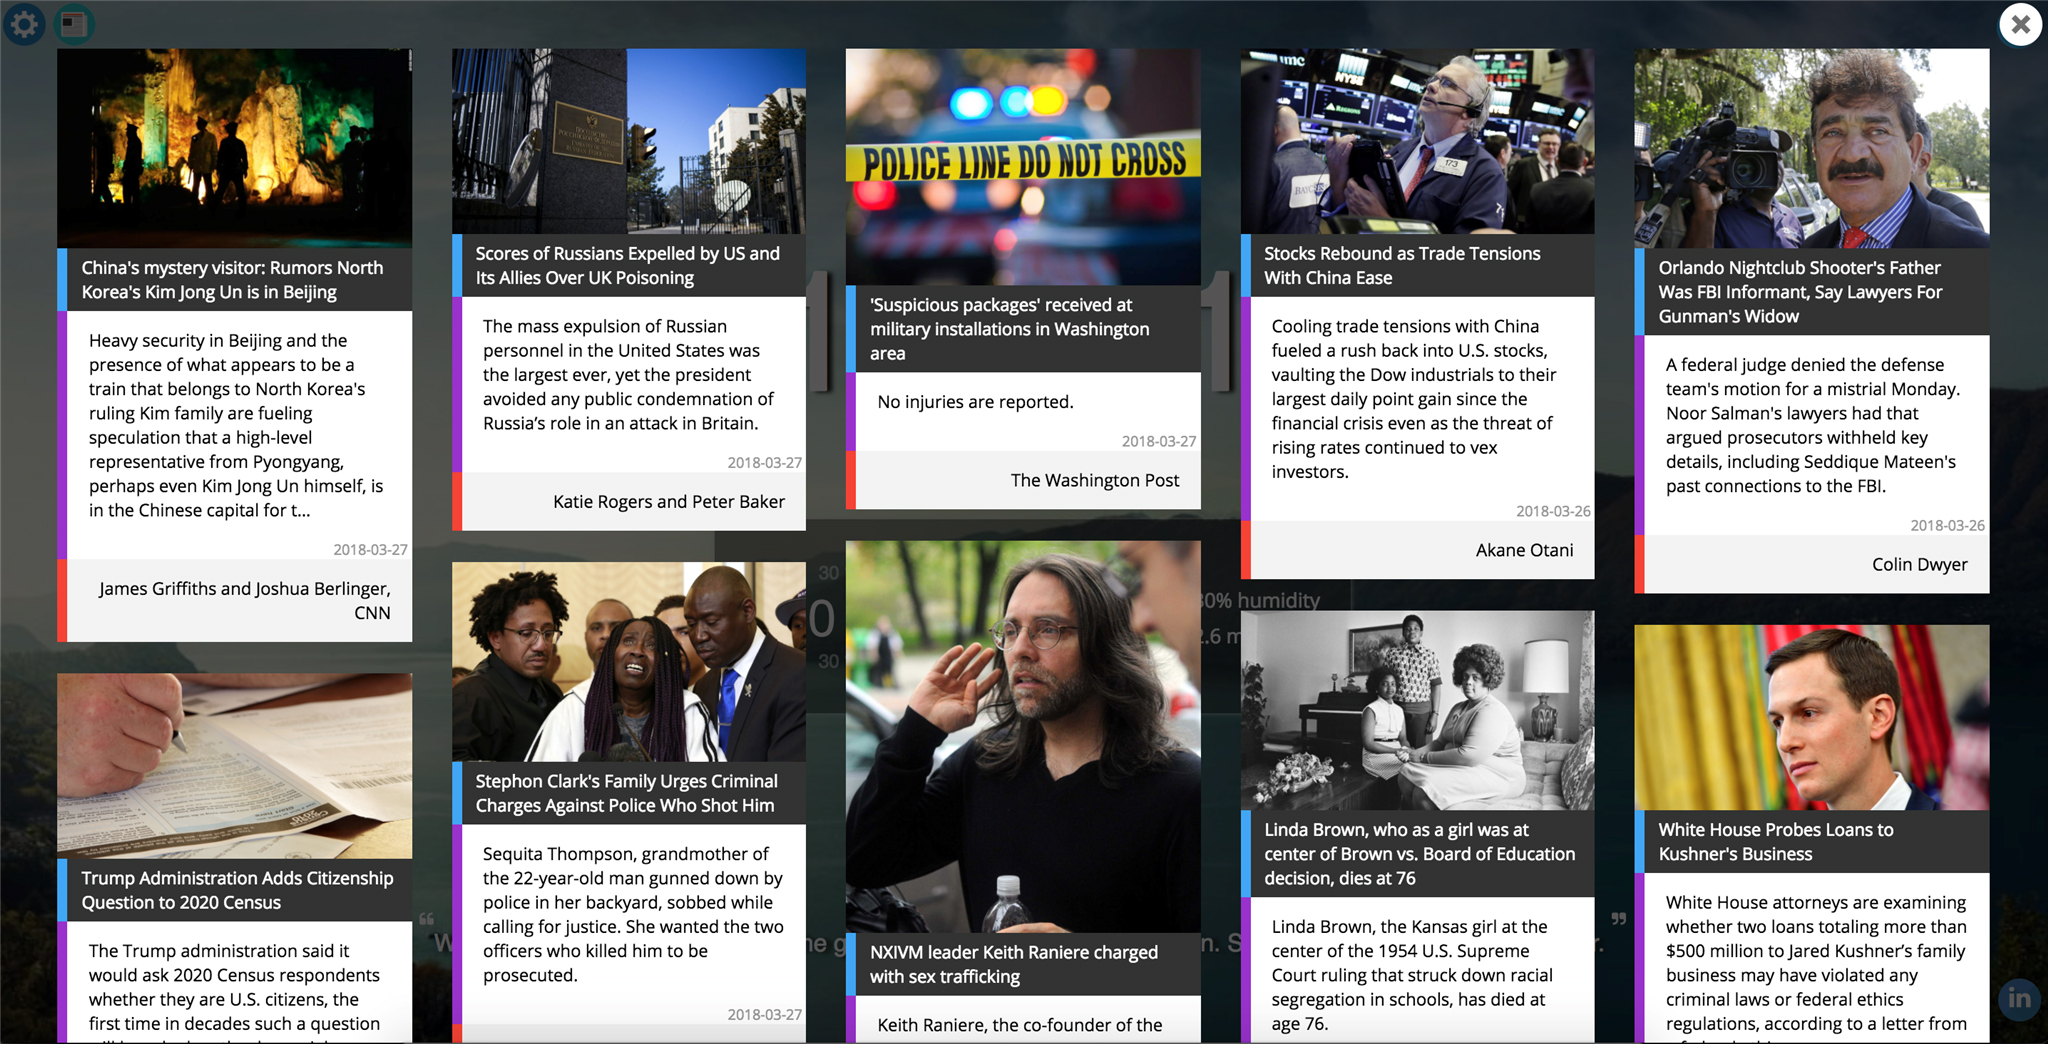 China's mystery visitor: Rumors North
Korea's Kim Jong Un is in Beijing
Heavy security in Beijing and the
presence of what appears to be a
train that belongs to North Korea's
ruling Kim family are fueling
speculation that a high-level
representative from Pyongyang,
perhaps even Kim Jong Un himself, is
in the Chinese capital for t...
2018-03-27
James Griffiths and Joshua Berlinger,
CNN
Trump Administration Adds Citizenship
Question to 2020 Census
The Trump administration said it
would ask 2020 Census respondents
whether they are U.S. citizens, the
first time in decades such a question
Scores of Russians Expelled by US and
Its Allies Over UK Poisoning
The mass expulsion of Russian
personnel in the United States was
the largest ever, yet the president
avoided any public condemnation of
Russia’s role in an attack in Britain.
2018-03-27
Katie Rogers and Peter Baker
Stephon Clark's Family Urges Criminal
Charges Against Police Who Shot Him
Sequita Thompson, grandmother of
the 22-year-old man gunned down by
police in her backyard, sobbed while
calling for justice. She wanted the two
officers who killed him to be
prosecuted.
2018-03-27
POLICE LINE DO NOT CROSS
'Suspicious packages' received at
military installations in Washington
area
No injuries are reported.
2018-03-27
The Washington Post
30
0
30
NXIVM leader Keith Raniere charged
with sex trafficking
Keith Raniere, the co-founder of the
NYSE
173
Stocks Rebound as Trade Tensions
With China Ease
Cooling trade tensions with China
fueled a rush back into U.S. stocks,
vaulting the Dow industrials to their
largest daily point gain since the
financial crisis even as the threat of
rising rates continued to vex
investors.
2018-03-26
Akane Otani
0% humidity
Linda Brown, who as a girl was at
center of Brown vs. Board of Education
decision, dies at 76
Linda Brown, the Kansas girl at the
center of the 1954 U.S. Supreme
Court ruling that struck down racial
segregation in schools, has died at
age 76.
Orlando Nightclub Shooter's Father
Was FBI Informant, Say Lawyers For
Gunman's Widow
A federal judge denied the defense
team's motion for a mistrial Monday.
Noor Salman's lawyers had that
argued prosecutors withheld key
details, including Seddique Mateen's
past connections to the FBI.
2018-03-26
Colin Dwyer
White House Probes Loans to
Kushner's Business
White House attorneys are examining
whether two loans totaling more than
$500 million to Jared Kushner’s family
business may have violated any
criminal laws or federal ethics
regulations, according to a letter from
in